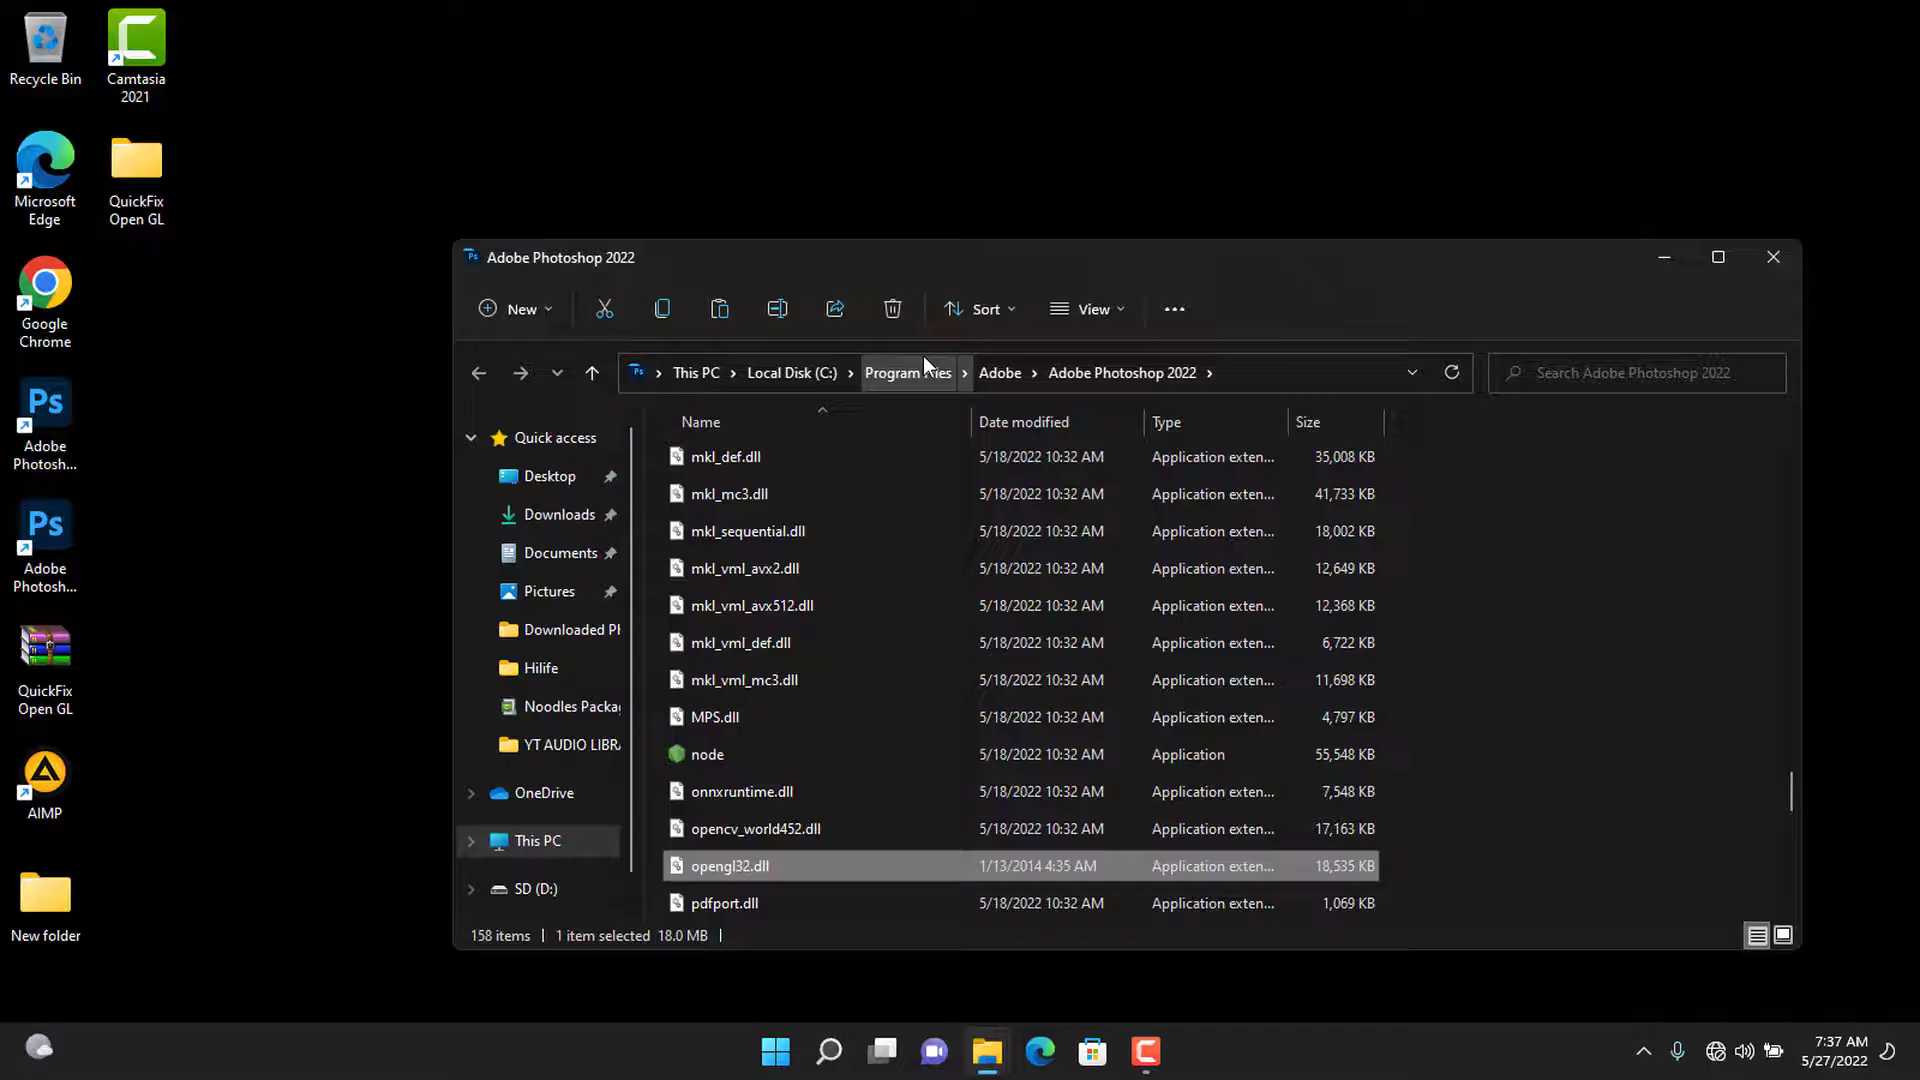 Recycle Bin
Camtasia
2021
Microsoft
Edge
QuickFix
Open GL
Google
Chrome
Ps
Adobe
Photosh...
Ps
Adobe
Photosh...
QuickFix
Open GL
AIMP
New folder
Ps Adobe Photoshop 2022
New
Sort
View
Ps > This PC > Local Disk (C:) > Program Files > Adobe > Adobe Photoshop 2022 >
Search Adobe Photoshop 2022
Quick access
Desktop
Downloads
Documents
Pictures
Downloaded Ph
Hilife
Noodles Packa
YT AUDIO LIBR
OneDrive
This PC
SD (D:)
Name Date modified Type Size
mkl_def.dll 5/18/2022 10:32 AM Application exten... 35,008 KB
mkl_mc3.dll 5/18/2022 10:32 AM Application exten... 41,733 KB
mkl_sequential.dll 5/18/2022 10:32 AM Application exten... 18,002 KB
mkl_vml_avx2.dll 5/18/2022 10:32 AM Application exten... 12,649 KB
mkl_vml_avx512.dll 5/18/2022 10:32 AM Application exten... 12,368 KB
mkl_vml_def.dll 5/18/2022 10:32 AM Application exten... 6,722 KB
mkl_vml_mc3.dll 5/18/2022 10:32 AM Application exten... 11,698 KB
MPS.dll 5/18/2022 10:32 AM Application exten... 4,797 KB
node 5/18/2022 10:32 AM Application 55,548 KB
onnxruntime.dll 5/18/2022 10:32 AM Application exten... 7,548 KB
opencv_world452.dll 5/18/2022 10:32 AM Application exten... 17,163 KB
opengl32.dll 1/13/2014 4:35 AM Application exten... 18,535 KB
pdfport.dll 5/18/2022 10:32 AM Application exten... 1,069 KB
158 items | 1 item selected 18.0 MB |
7:37 AM
5/27/2022